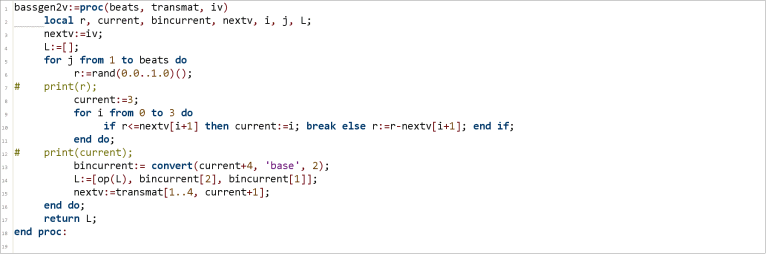 1 bassgen2v:=proc(beats, transmat, iv)
2 local r, current, bincurrent, nextv, i, j, L;
3 nextv:=iv;
4 L:=[];
5 for j from 1 to beats do
6 r:=rand(0.0..1.0)();
7 # print(r);
8 current:=3;
9 for i from 0 to 3 do
10 if r<=nextv[i+1] then current:=i; break else r:=r-nextv[i+1]; end if;
11 end do;
12 # print(current);
13 bincurrent:= convert(current+4, 'base', 2);
14 L:=[op(L), bincurrent[2], bincurrent[1]];
15 nextv:=transmat[1..4, current+1];
16 end do;
17 return L;
18 end proc:
19